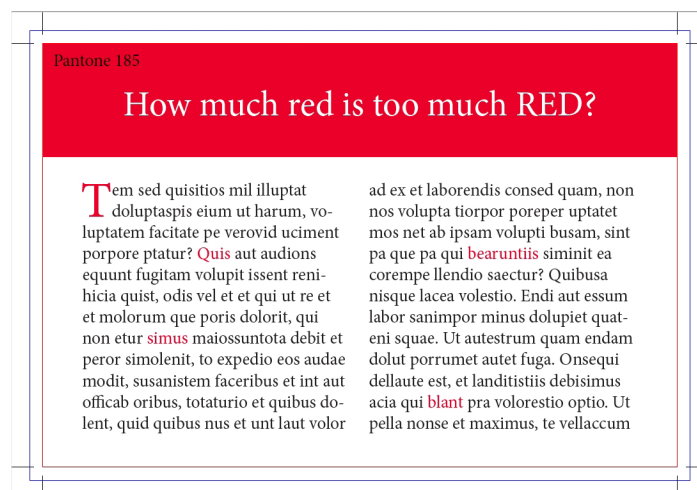 Pantone 185
How much red is too much RED?
Tem sed quisitios mil illuptat
doluptaspis eium ut harum, vo-
luptatem facitate pe verovid uciment
porpore ptatur? Quis aut audions
equunt fugitam volupit issent reni-
hicia quist, odis vel et et qui ut re et
et molorum que poris dolorit, qui
non etur simus maiossuntota debit et
peror simolenit, to expedio eos audae
modit, susanistem faceribus et int aut
officab oribus, totaturio et quibus do-
lent, quid quibus nus et unt laut volor
ad ex et laborendis consed quam, non
nos volupta tiorpor poreper uptatet
mos net ab ipsam volupti busam, sint
pa que pa qui bearuntiis siminit ea
corempe llendio saectur? Quibusa
nisque lacea volestio. Endi aut essum
labor sanimpor minus dolupiet quat-
eni squae. Ut autestrum quam endam
dolut porrumet autet fuga. Onsequi
dellaute est, et landitistiis debisimus
acia qui blant pra volorestio optio. Ut
pella nonse et maximus, te vellaccum